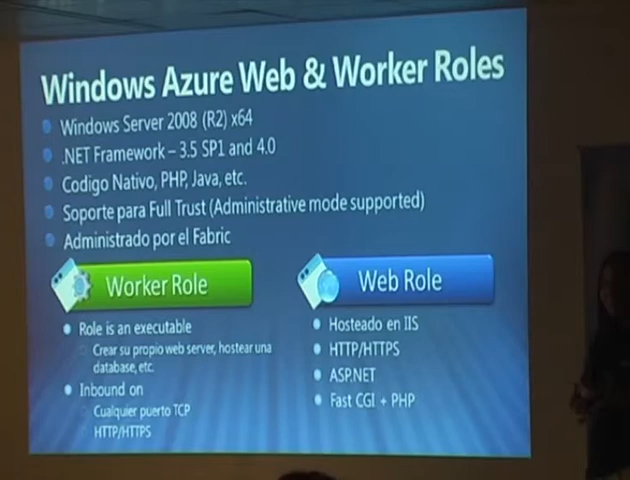 Windows Azure Web & Worker Roles
Windows Server 2008 (R2) x64
.NET Framework – 3.5 SP1 and 4.0
Codigo Nativo, PHP, Java, etc.
Soporte para Full Trust (Administrative mode supported)
Administrado por el Fabric
Worker Role
Role is an executable
Crear su propio web server, hostear una
database, etc.
Inbound on
Cualquier puerto TCP
HTTP/HTTPS
Web Role
Hosteado en IIS
HTTP/HTTPS
ASP.NET
Fast CGI + PHP